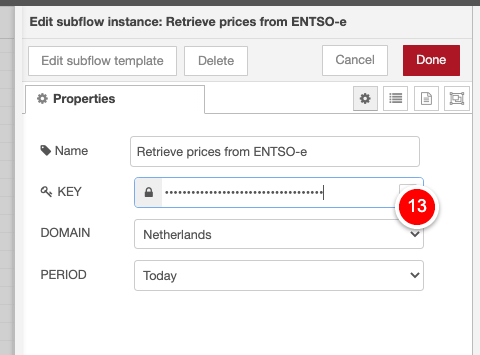 Edit subflow instance: Retrieve prices from ENTSO-e
Edit subflow template
Delete
Cancel
Done
Properties
Name
Retrieve prices from ENTSO-e
KEY
••••••••••••••••••••••••••••••••••••
13
DOMAIN
Netherlands
PERIOD
Today